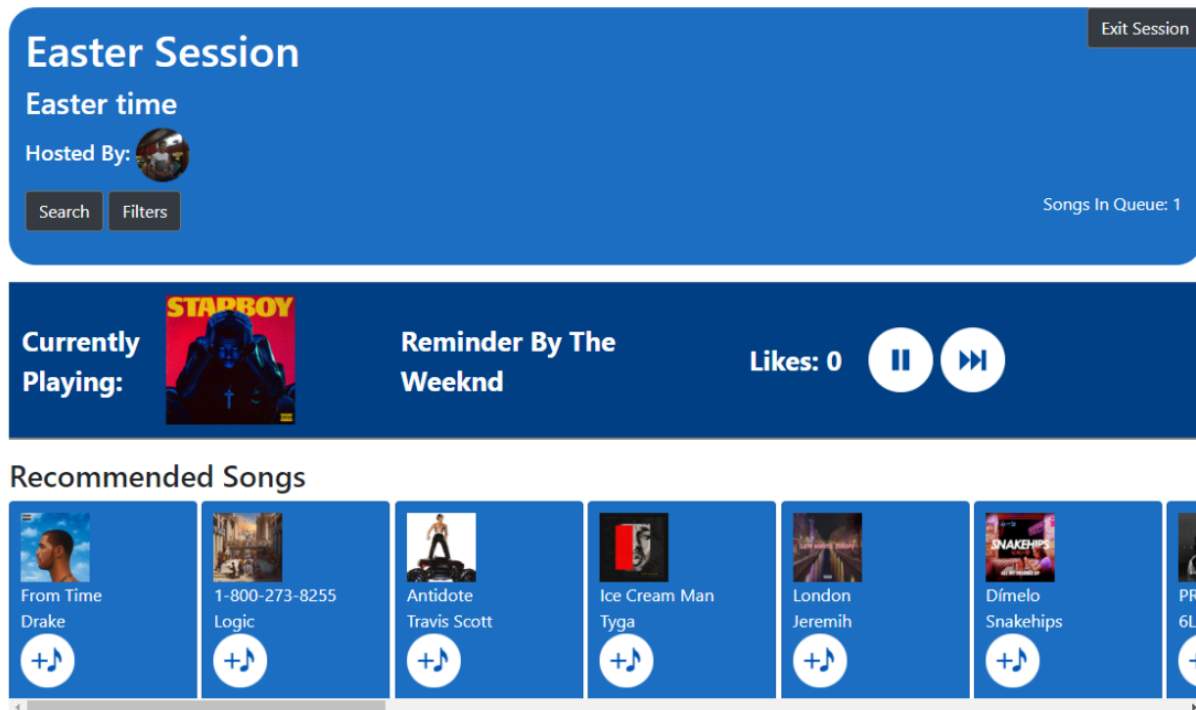 Exit Session
Easter Session
Easter time
Hosted By:
Search Filters
Songs In Queue: 1
STARBOY
Currently
Playing:
Reminder By The
Weeknd
Likes: 0
Recommended Songs
SNAKEHIPS
From Time
Drake
1-800-273-8255
Logic
Antidote
Travis Scott
Ice Cream Man
Tyga
London
Jeremih
Dímelo
Snakehips
PR
6L